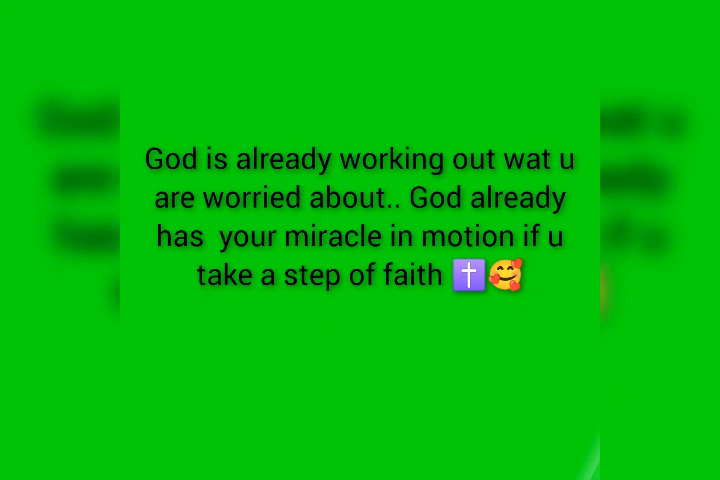 God is already working out wat u
are worried about.. God already
has  your miracle in motion if u
take a step of faith ✝️🥰